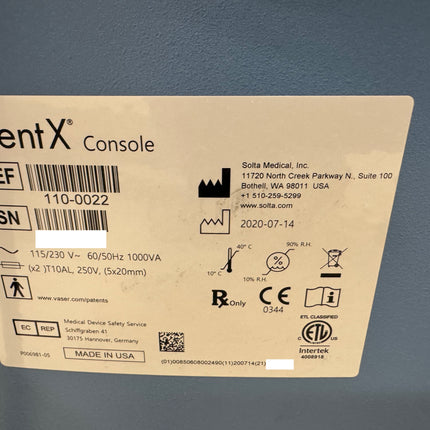 entX® Console
EF
110-0022
SN
115/230 V~ 60/50Hz 1000VA
(x2 )T10AL, 250V, (5x20mm)
www.vaser.com/patents
EC REP
Medical Device Safety Service
Schiffgraben 41
30175 Hannover, Germany
P006981-05
MADE IN USA
Solta Medical, Inc.
11720 North Creek Parkway N., Suite 100
Bothell, WA 98011 USA
+1 510-259-5299
www.solta.com
2020-07-14
40°C
10°C
90% R.H.
10% R.H.
Rx Only
CE
0344
i
ETL CLASSIFIED
ETL
Intertek
4008918
(01)00850608002490(11)200714(21)